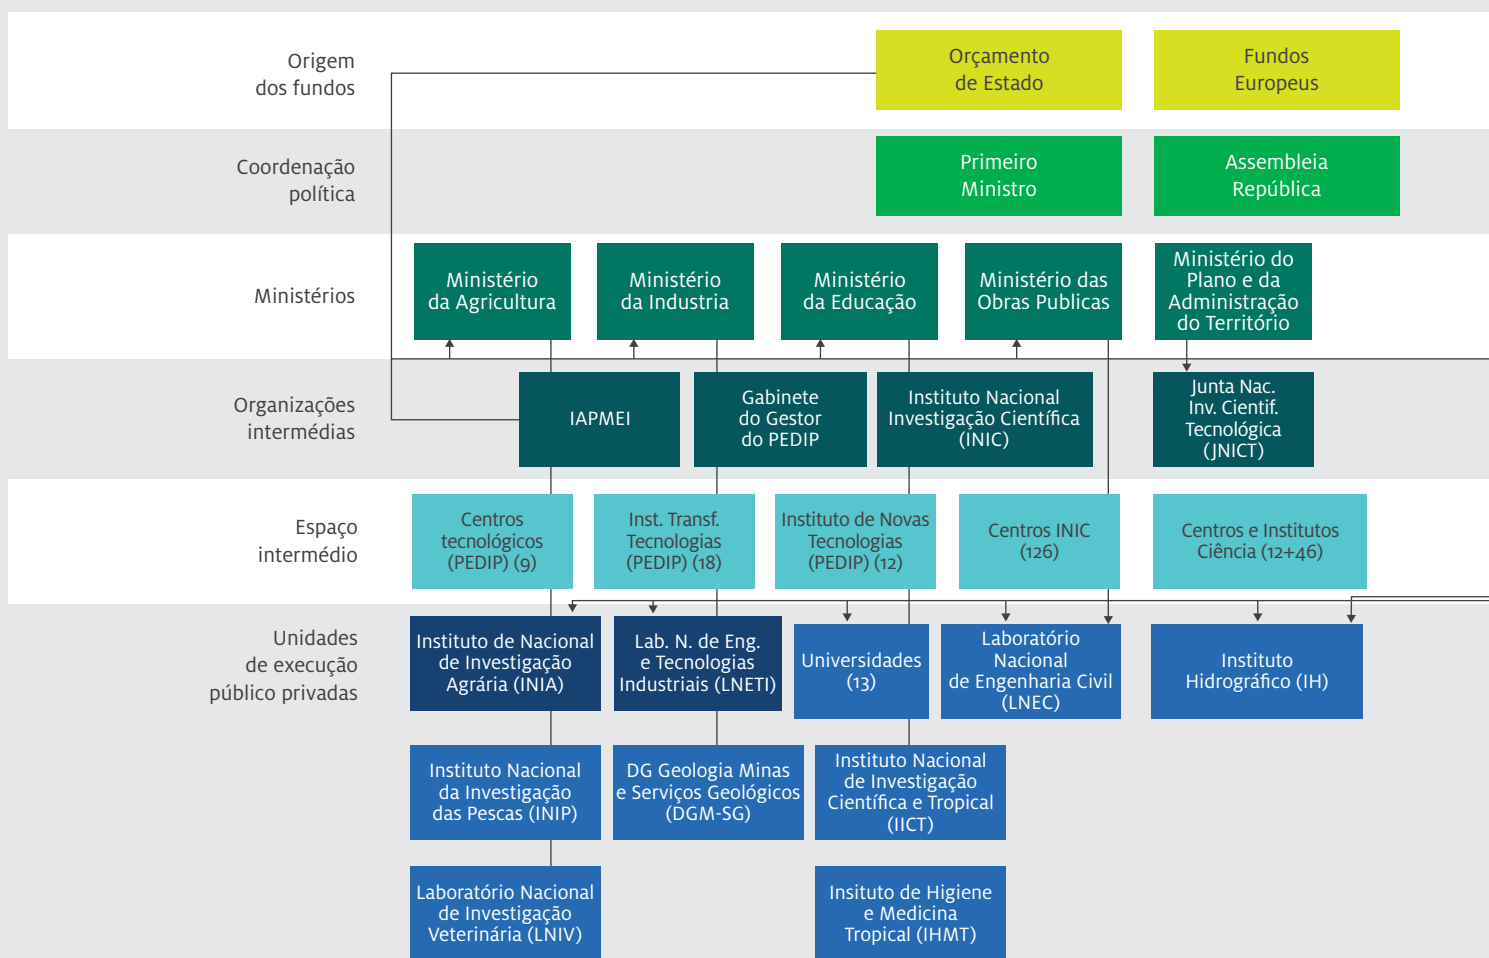 Origem
dos fundos
Orçamento
de Estado
Fundos
Europeus
Coordenação
política
Primeiro
Ministro
Assembleia
República
Ministérios
Ministério
da Agricultura
Ministério
da Industria
Ministério
da Educação
Ministério das
Obras Publicas
Ministério do
Plano e da
Administração
do Território
Organizações
intermédias
IAPMEI
Gabinete
do Gestor
do PEDIP
Instituto Nacional
Investigação Científica
(INIC)
Junta Nac.
Inv. Cientif.
Tecnológica
(JNICT)
Espaço
intermédio
Centros
tecnológicos
(PEDIP) (9)
Inst. Transf.
Tecnologias
(PEDIP) (18)
Instituto de Novas
Tecnologias
(PEDIP) (12)
Centros INIC
(126)
Centros e Institutos
Ciência (12+46)
Unidades
de execução
público privadas
Instituto de Nacional
de Investigação
Agrária (INIA)
Lab. N. de Eng.
e Tecnologias
Industriais (LNETI)
Universidades
(13)
Laboratório
Nacional
de Engenharia Civil
(LNEC)
Instituto
Hidrográfico (IH)
Instituto Nacional
da Investigação
das Pescas (INIP)
DG Geologia Minas
e Serviços Geológicos
(DGM-SG)
Instituto Nacional
de Investigação
Científica e Tropical
(IICT)
Laboratório Nacional
de Investigação
Veterinária (LNIV)
Insituto de Higiene
e Medicina
Tropical (IHMT)